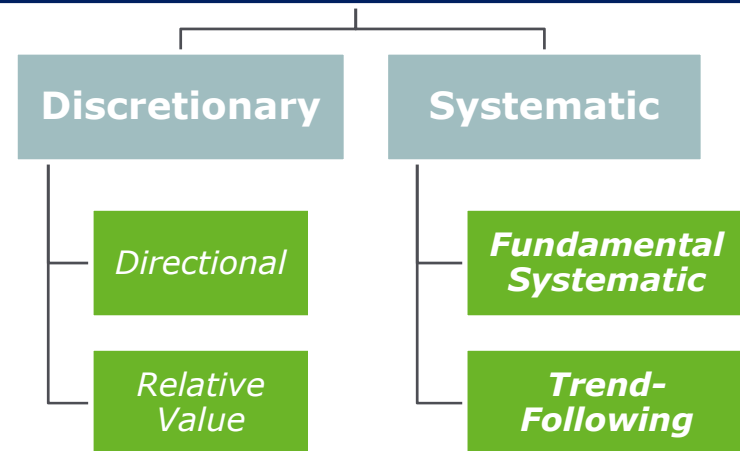 Discretionary
Systematic
Directional
Relative
Value
Fundamental
Systematic
Trend-
Following